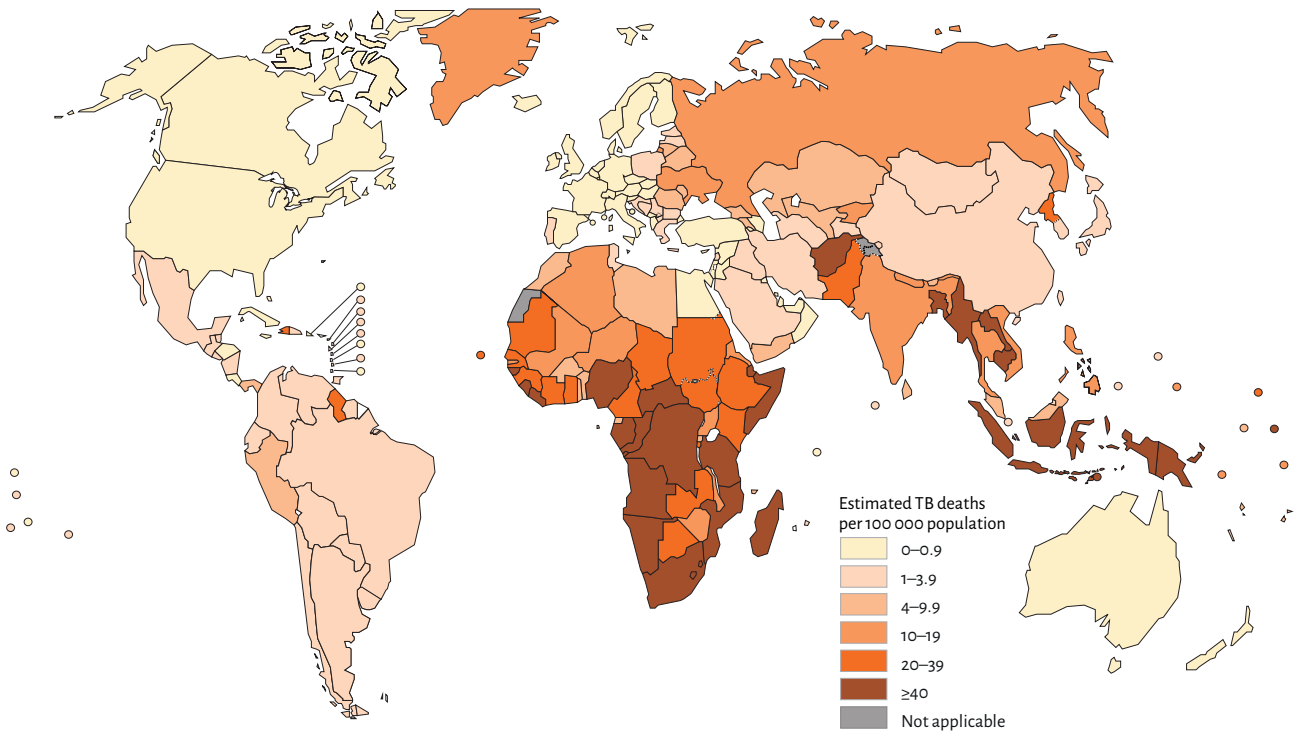 Estimated TB deaths
per 100 000 population
0–0.9
1–3.9
4–9.9
10–19
20–39
≥40
Not applicable